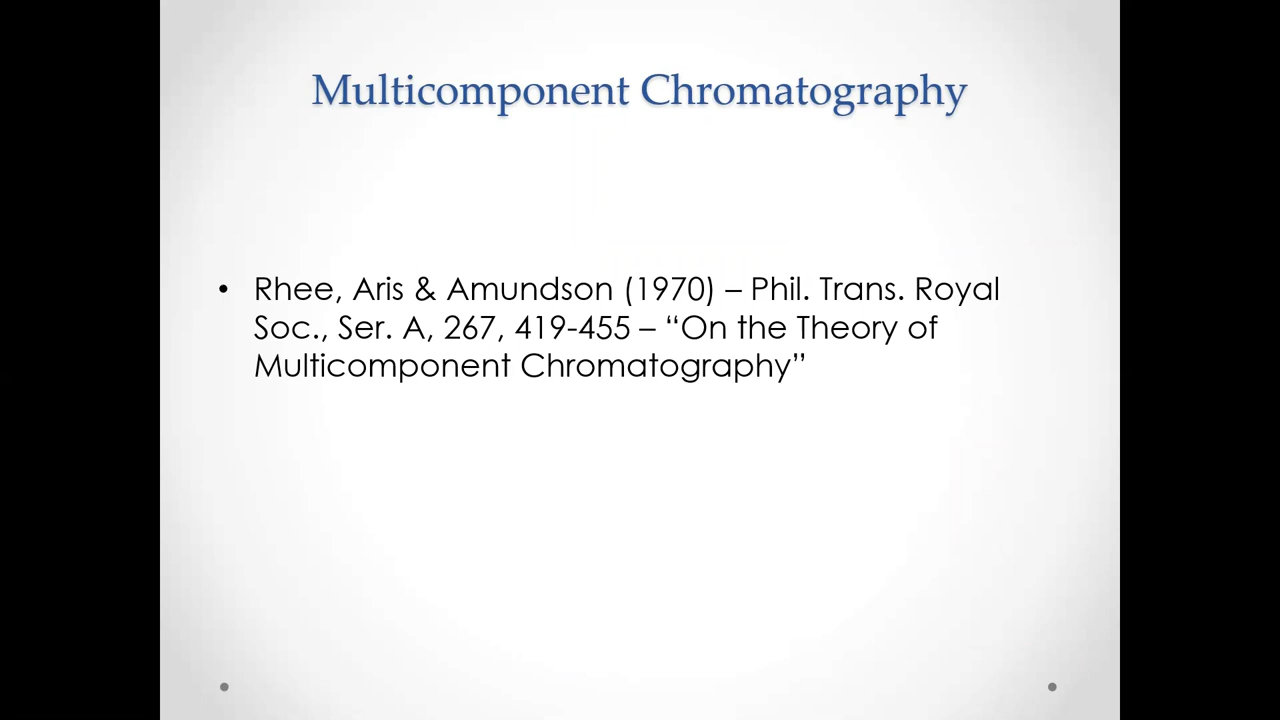 Multicomponent Chromatography
• Rhee, Aris & Amundson (1970) – Phil. Trans. Royal
Soc., Ser. A, 267, 419-455 – “On the Theory of
Multicomponent Chromatography”